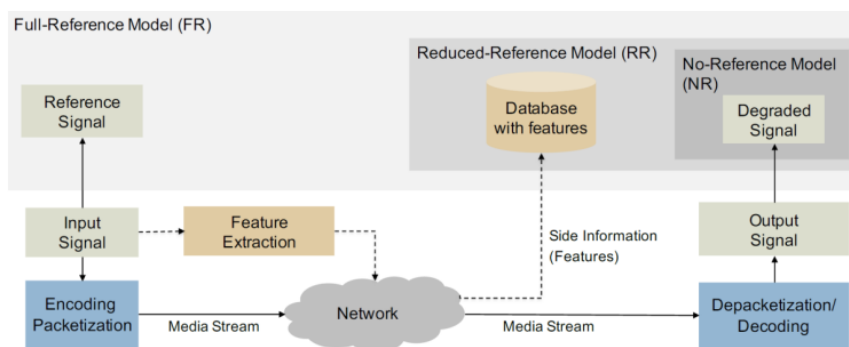 Full-Reference Model (FR)
Reduced-Reference Model (RR)
No-Reference Model
(NR)
Reference
Signal
Database
with features
Degraded
Signal
Input
Signal
Feature
Extraction
Side Information
(Features)
Output
Signal
Encoding
Packetization
Media Stream
Network
Media Stream
Depacketization/
Decoding